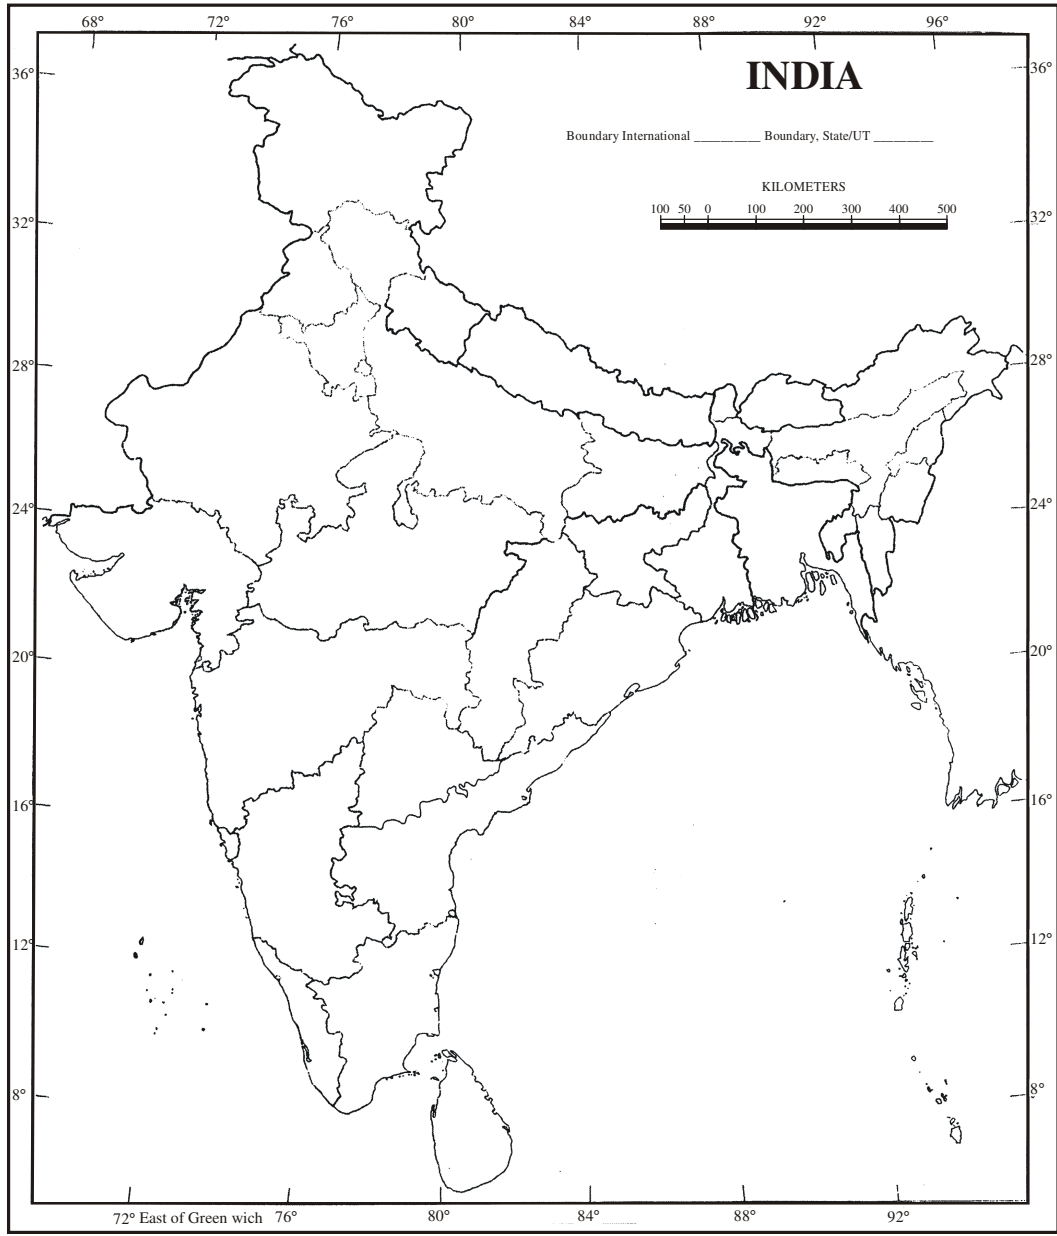 68° 72° 76° 80° 84° 88° 92° 96°
36° 36°
INDIA
Boundary International __________ Boundary, State/UT _________
KILOMETERS
100 50 0 100 200 300 400 500
32° 32°
28° 28°
24° 24°
20° 20°
16° 16°
12° 12°
8° 8°
72° East of Green wich 76° 80° 84° 88° 92°